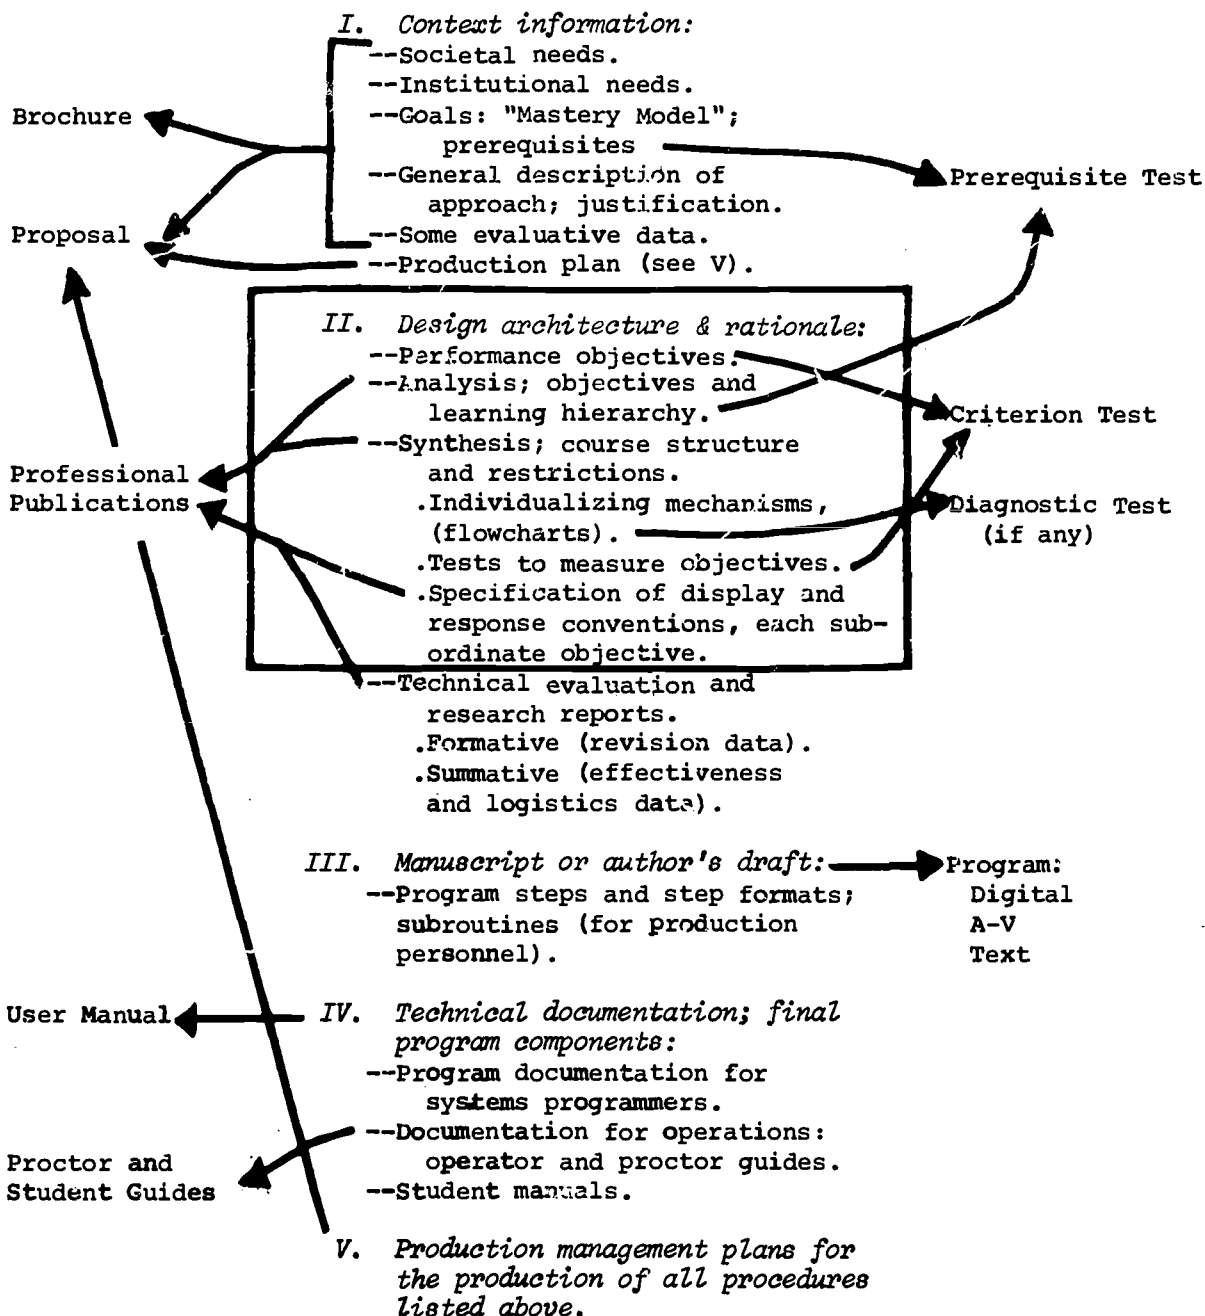 I. Context information:
--Societal needs.
--Institutional needs.
Brochure
--Goals: "Mastery Model";
prerequisites
--General description of
Prerequisite Test
approach; justification.
Proposal
--Some evaluative data.
--Production plan (see V).
II. Design architecture & rationale:
--Performance objectives.
--Analysis; objectives and
learning hierarchy.
Criterion Test
--Synthesis; course structure
and restrictions.
Professional
Publications
.Individualizing mechanisms,
(flowcharts).
Diagnostic Test
(if any)
.Tests to measure objectives.
.Specification of display and
response conventions, each sub-
ordinate objective.
--Technical evaluation and
research reports.
.Formative (revision data).
.Summative (effectiveness
and logistics data).
III. Manuscript or author's draft:
Program:
Digital
A-V
Text
--Program steps and step formats;
subroutines (for production
personnel).
User Manual
IV. Technical documentation; final
program components:
--Program documentation for
systems programmers.
--Documentation for operations:
operator and proctor guides.
Proctor and
Student Guides
--Student manuals.
V. Production management plans for
the production of all procedures
listed above.